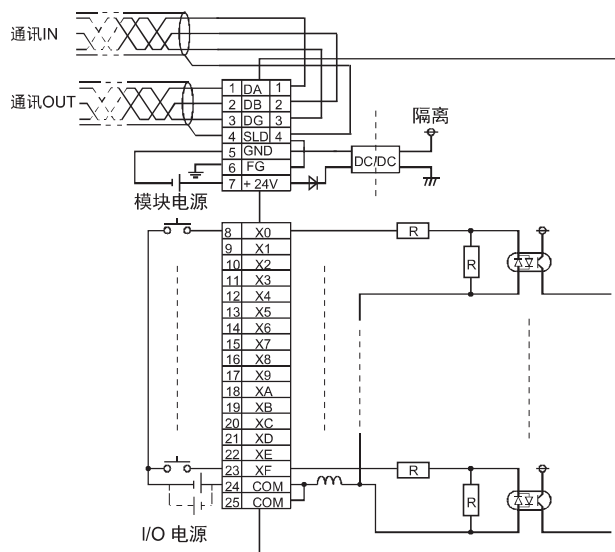 通讯IN
通讯OUT
1 DA 1
2 DB 2
3 DG 3
4 SLD 4
5 GND
6 FG
7 +24V
隔离
DC/DC
模块电源
8 X0
9 X1
10 X2
11 X3
12 X4
13 X5
14 X6
15 X7
16 X8
17 X9
18 XA
19 XB
20 XC
21 XD
22 XE
23 XF
24 COM
25 COM
R
R
R
R
I/O 电源